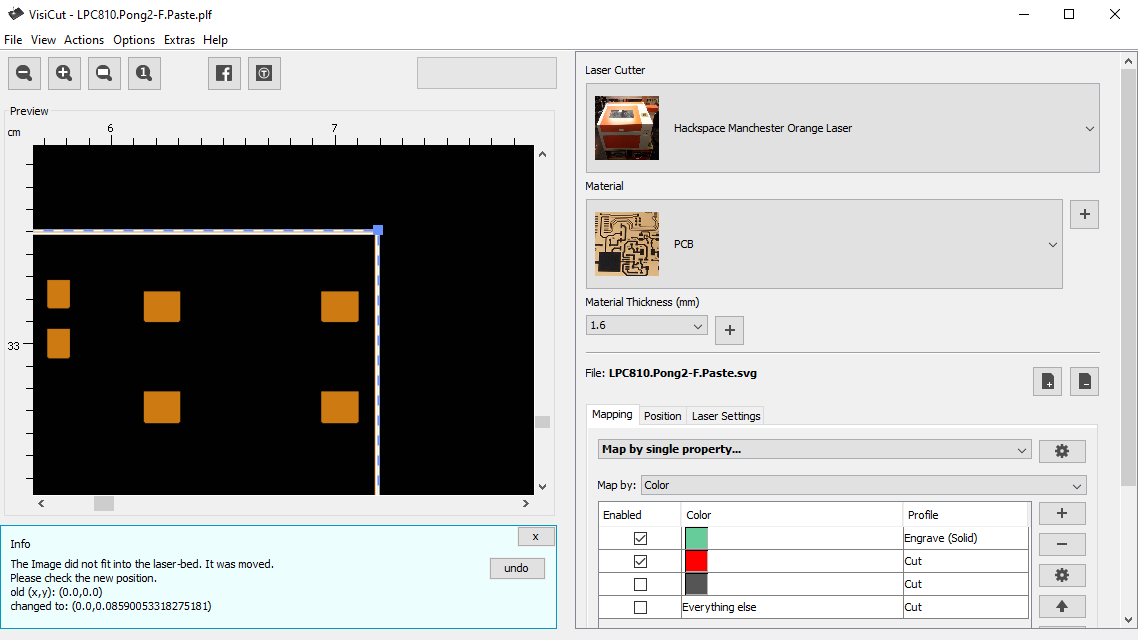 VisiCut - LPC810.Pong2-F.Paste.plf
File View Actions Options Extras Help
1
Preview
cm
6
7
33
Info
x
The Image did not fit into the laser-bed. It was moved.
Please check the new position.
old (x,y): (0.0,0.0)
changed to: (0.0,0.08590053318275181)
undo
Laser Cutter
Hackspace Manchester Orange Laser
Material
PCB
Material Thickness (mm)
1.6
File: LPC810.Pong2-F.Paste.svg
Mapping Position Laser Settings
Map by single property...
Map by: Color
Enabled Color Profile
Engrave (Solid)
Cut
Cut
Everything else Cut